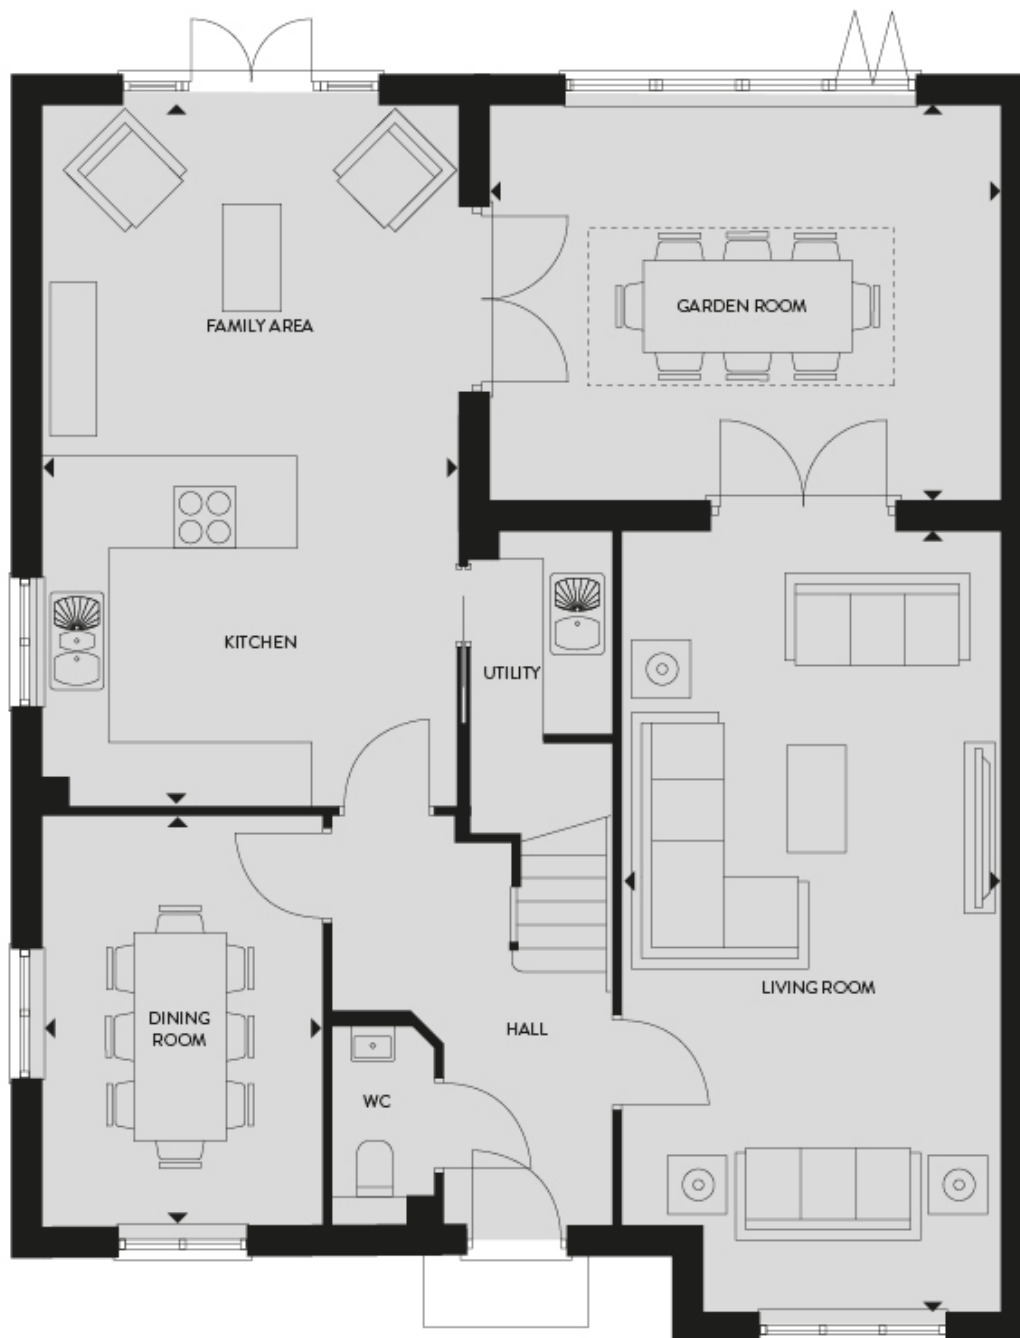 FAMILY AREA
GARDEN ROOM
KITCHEN
UTILITY
LIVING ROOM
DINING
ROOM
HALL
WC